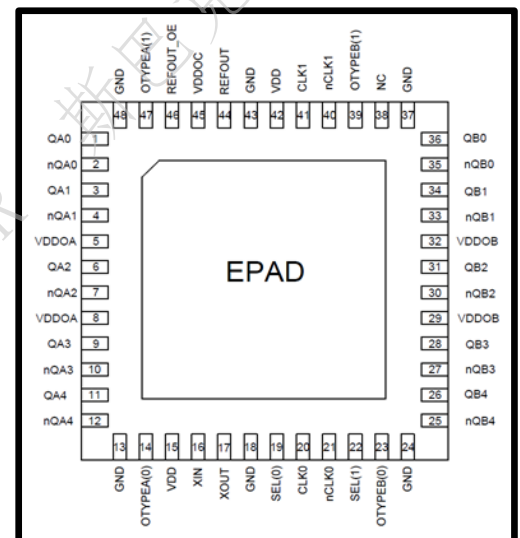 GND OTYPEA(1) REFOUT_OE VDDOC REFOUT GND VDD CLK1 nCLK1 OTYPEB(1) NC GND
48 47 46 45 44 43 42 41 40 39 38 37
QA0 1 36 QB0
nQA0 2 35 nQB0
QA1 3 34 QB1
nQA1 4 33 nQB1
VDDOA 5 32 VDDOB
QA2 6 31 QB2
EPAD
nQA2 7 30 nQB2
VDDOA 8 29 VDDOB
QA3 9 28 QB3
nQA3 10 27 nQB3
QA4 11 26 QB4
nQA4 12 25 nQB4
13 14 15 16 17 18 19 20 21 22 23 24
GND OTYPEA(0) VDD XIN XOUT GND SEL(0) CLK0 nCLK0 SEL(1) OTYPEB(0) GND